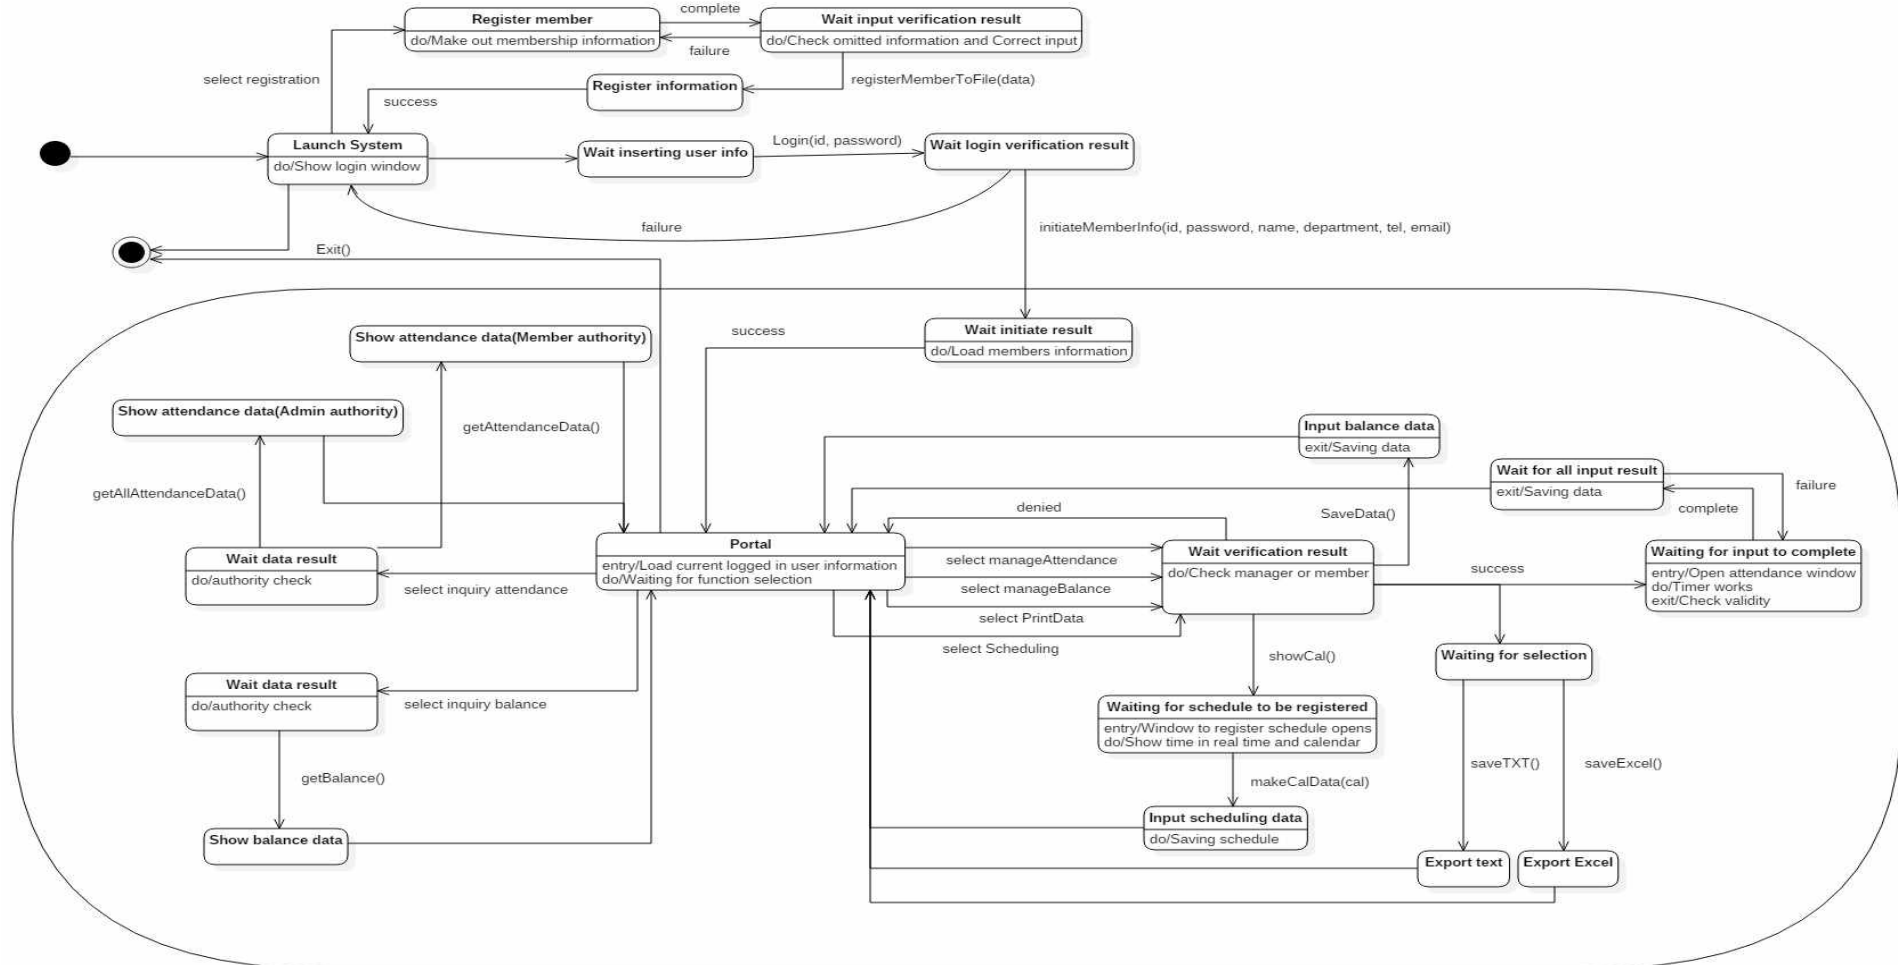 Register member
do/Make out membership information
complete
failure
Wait input verification result
do/Check omitted information and Correct input
select registration
registerMemberToFile(data)
Register information
success
Launch System
do/Show login window
Wait inserting user info
Login(id, password)
Wait login verification result
failure
initiateMemberInfo(id, password, name, department, tel, email)
Exit()
Wait initiate result
do/Load members information
success
Show attendance data(Member authority)
Show attendance data(Admin authority)
getAttendanceData()
getAllAttendanceData()
Input balance data
exit/Saving data
Wait for all input result
exit/Saving data
failure
complete
SaveData()
denied
Portal
entry/Load current logged in user information
do/Waiting for function selection
Wait data result
do/authority check
select inquiry attendance
select manageAttendance
select manageBalance
select PrintData
select Scheduling
Wait verification result
do/Check manager or member
success
Waiting for input to complete
entry/Open attendance window
do/Timer works
exit/Check validity
Waiting for selection
showCal()
Wait data result
do/authority check
select inquiry balance
Waiting for schedule to be registered
entry/Window to register schedule opens
do/Show time in real time and calendar
getBalance()
saveTXT()
saveExcel()
makeCalData(cal)
Input scheduling data
do/Saving schedule
Show balance data
Export text
Export Excel